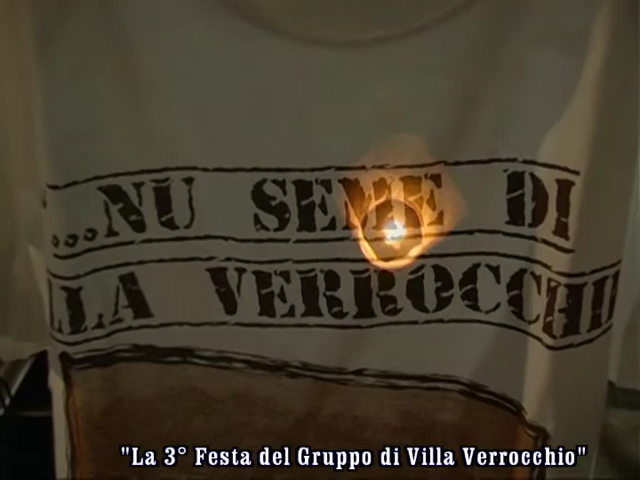 ...NU SEME DI
LLA VERROCCHI
"La 3° Festa del Gruppo di Villa Verrocchio"